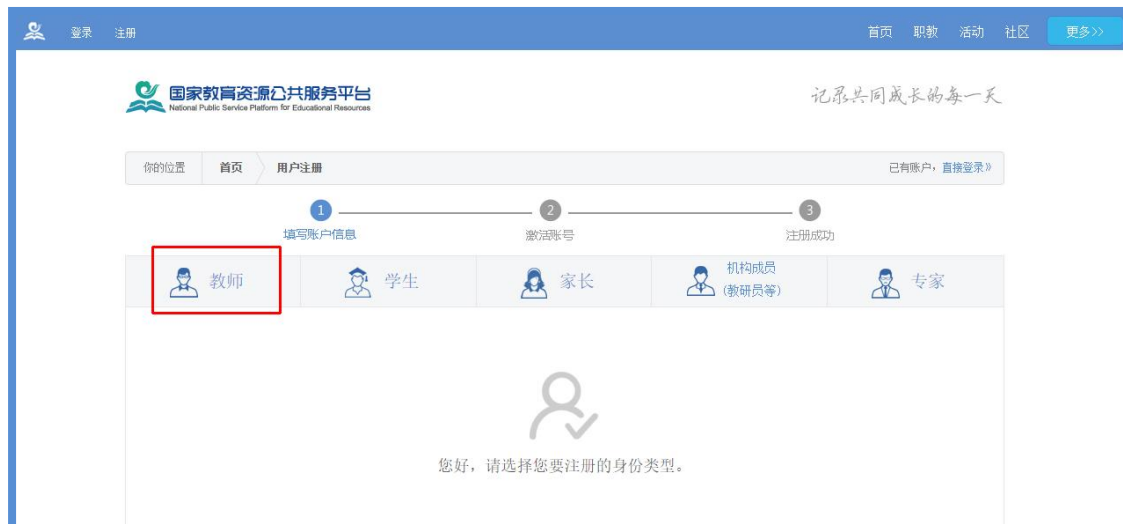 登录 注册 首页 职教 活动 社区 更多>>
国家教育资源公共服务平台
National Public Service Platform for Educational Resources
记录共同成长的每一天
你的位置 首页 用户注册 已有账户，直接登录》
1 2 3
填写账户信息 激活账号 注册成功
教师 学生 家长 机构成员 专家
(教研员等)
您好，请选择您要注册的身份类型。